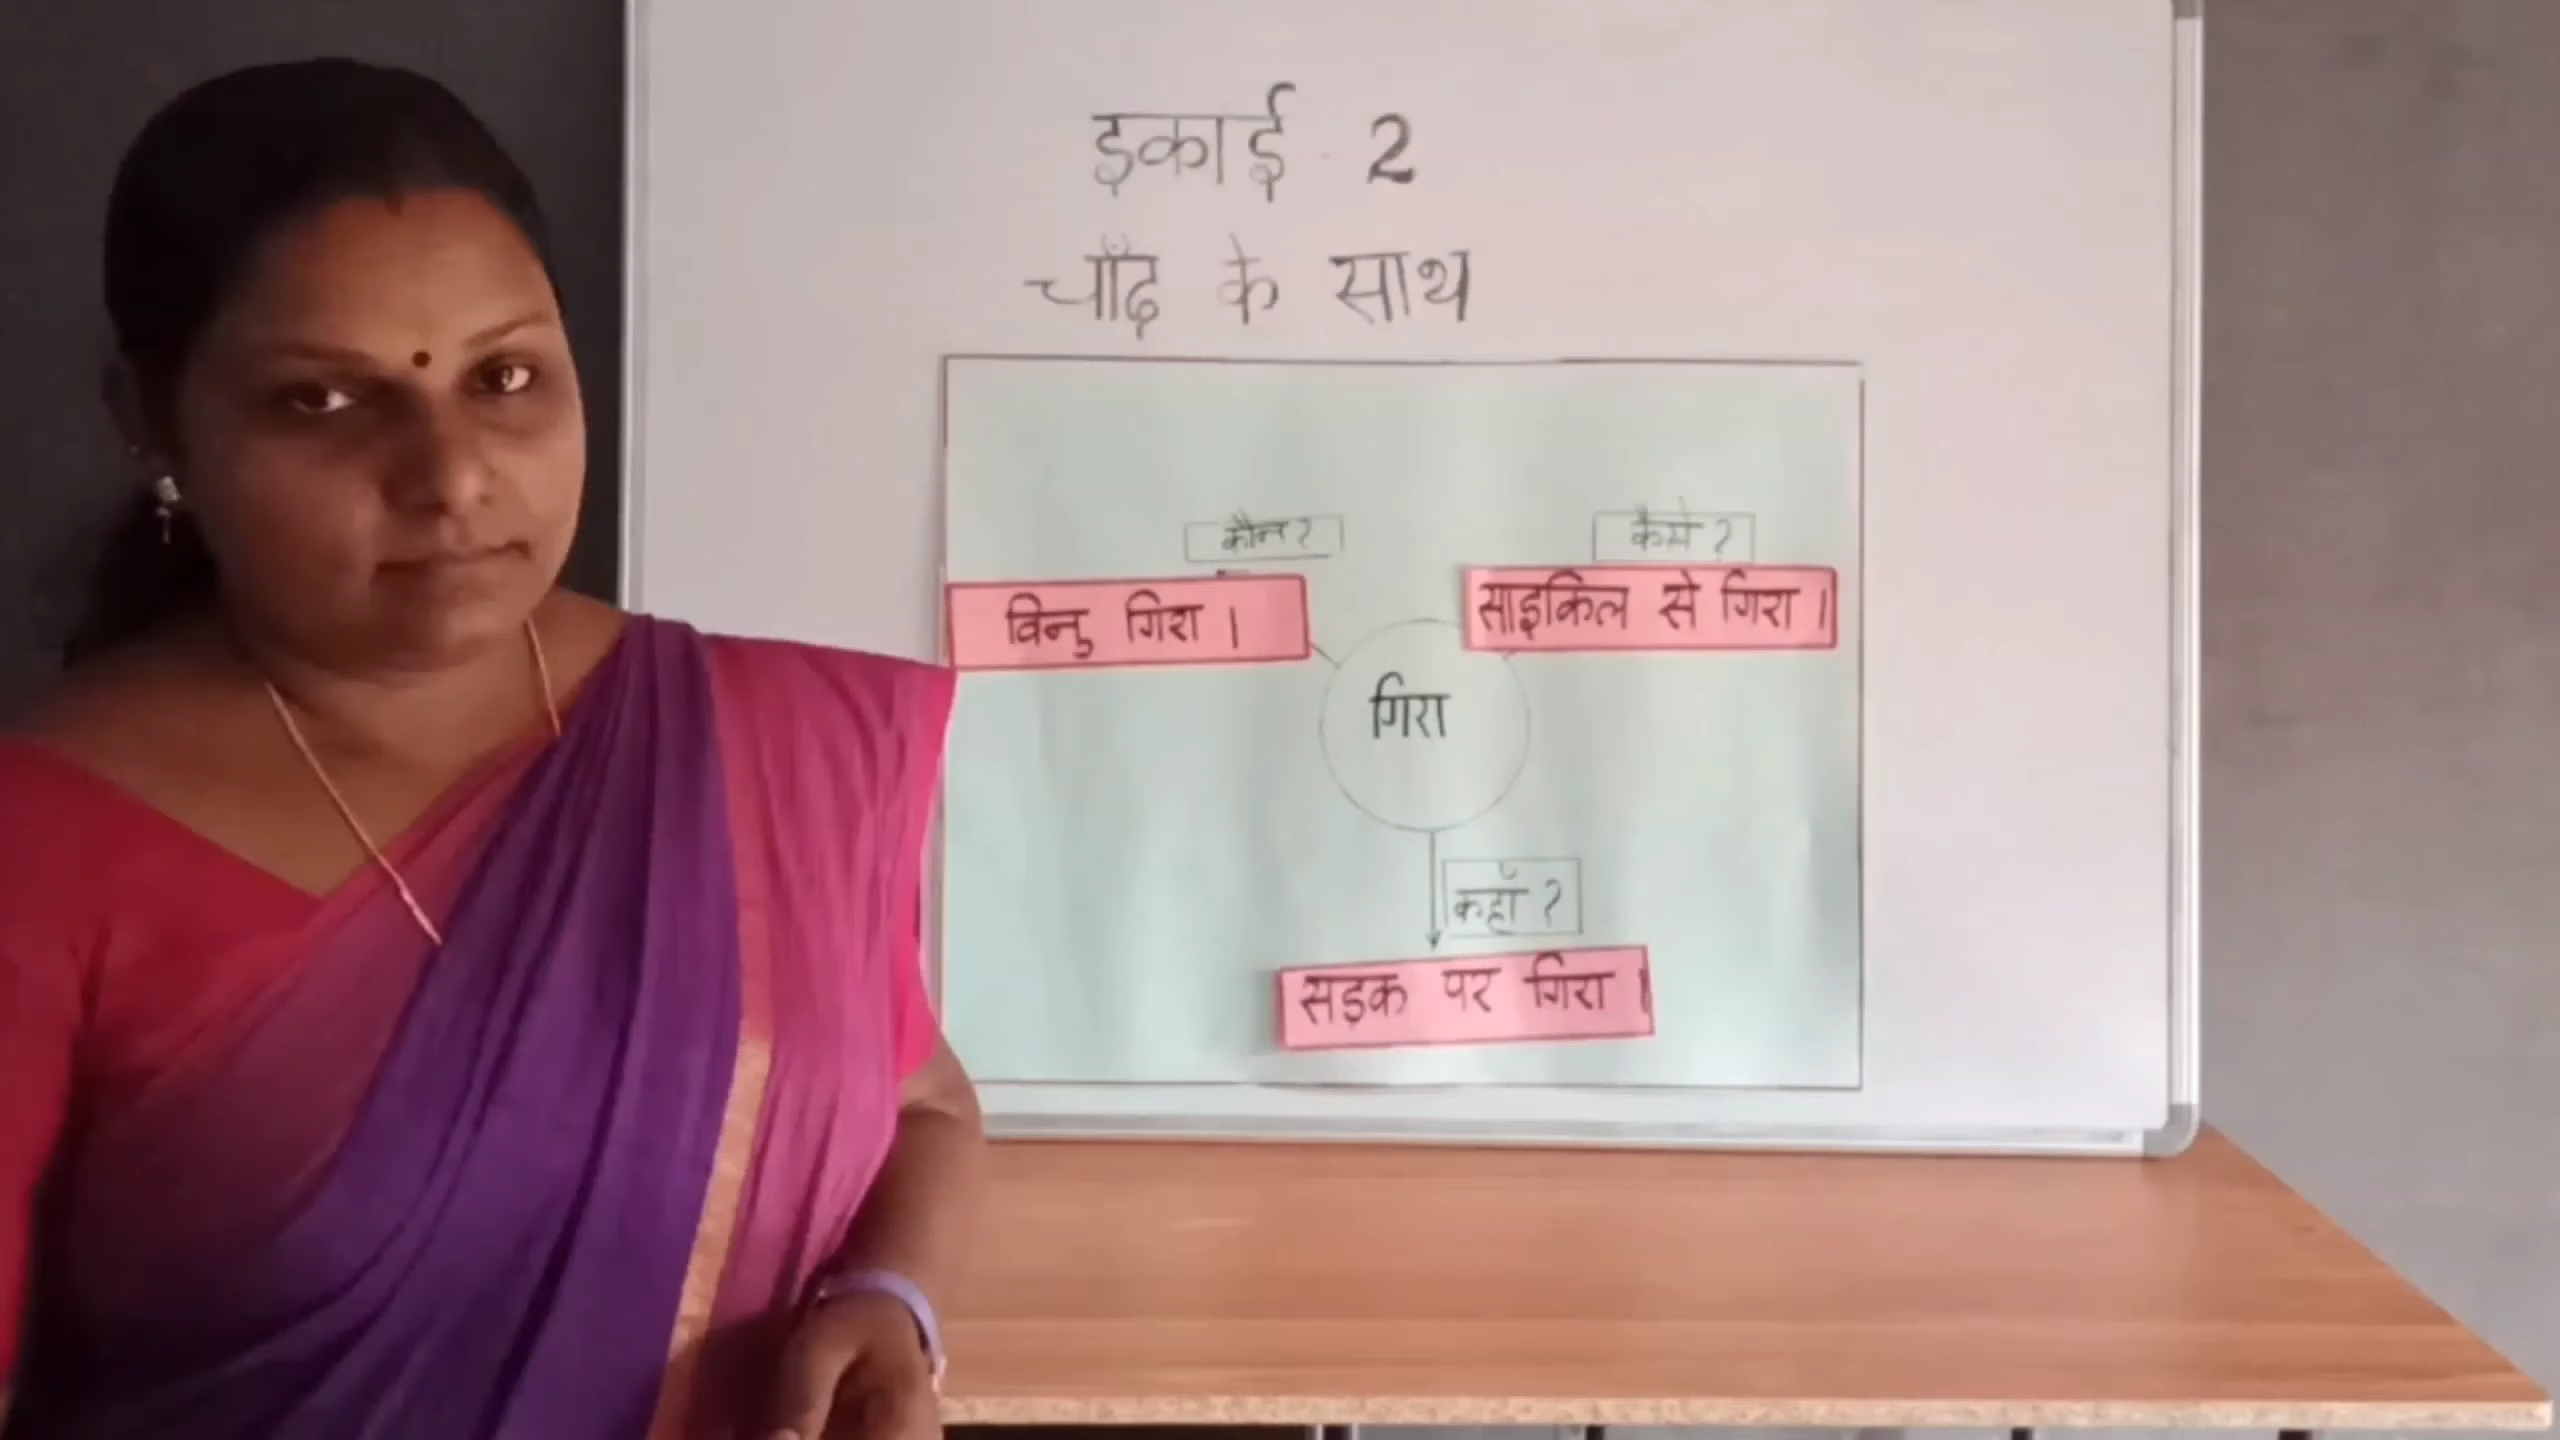 इकाई 2
चाँद के साथ
कौन?
कैसे?
विनु गिरा।
साइकिल से गिरा।
गिरा
कहाँ?
सड़क पर गिरा।